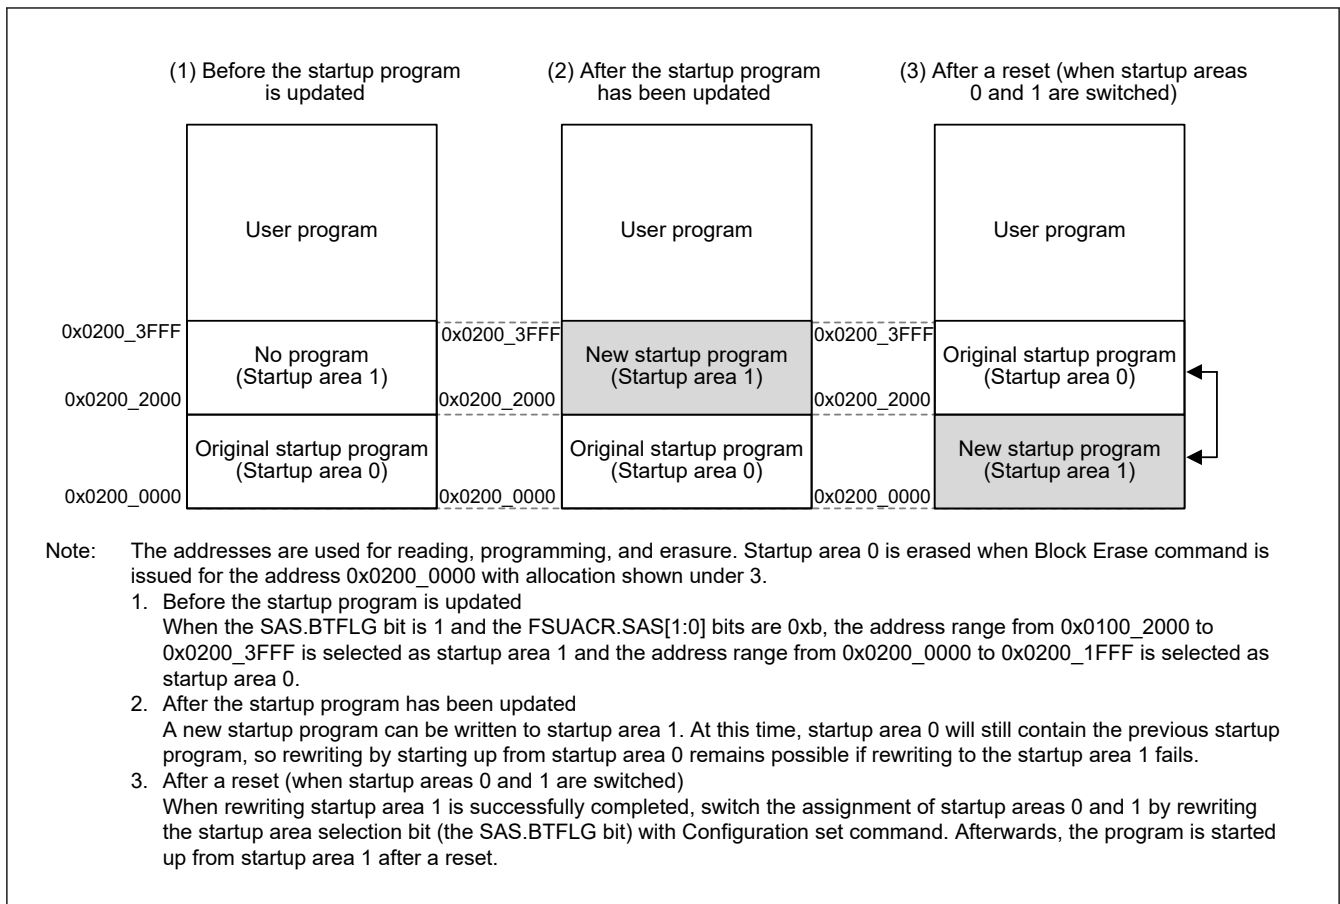 (1) Before the startup program
is updated
(2) After the startup program
has been updated
(3) After a reset (when startup areas
0 and 1 are switched)
User program
User program
User program
0x0200_3FFF
0x0200_3FFF
0x0200_3FFF
No program
(Startup area 1)
New startup program
(Startup area 1)
Original startup program
(Startup area 0)
0x0200_2000
0x0200_2000
0x0200_2000
Original startup program
(Startup area 0)
Original startup program
(Startup area 0)
New startup program
(Startup area 1)
0x0200_0000
0x0200_0000
0x0200_0000
Note: The addresses are used for reading, programming, and erasure. Startup area 0 is erased when Block Erase command is
issued for the address 0x0200_0000 with allocation shown under 3.
1. Before the startup program is updated
When the SAS.BTFLG bit is 1 and the FSUACR.SAS[1:0] bits are 0xb, the address range from 0x0100_2000 to
0x0200_3FFF is selected as startup area 1 and the address range from 0x0200_0000 to 0x0200_1FFF is selected as
startup area 0.
2. After the startup program has been updated
A new startup program can be written to startup area 1. At this time, startup area 0 will still contain the previous startup
program, so rewriting by starting up from startup area 0 remains possible if rewriting to the startup area 1 fails.
3. After a reset (when startup areas 0 and 1 are switched)
When rewriting startup area 1 is successfully completed, switch the assignment of startup areas 0 and 1 by rewriting
the startup area selection bit (the SAS.BTFLG bit) with Configuration set command. Afterwards, the program is started
up from startup area 1 after a reset.